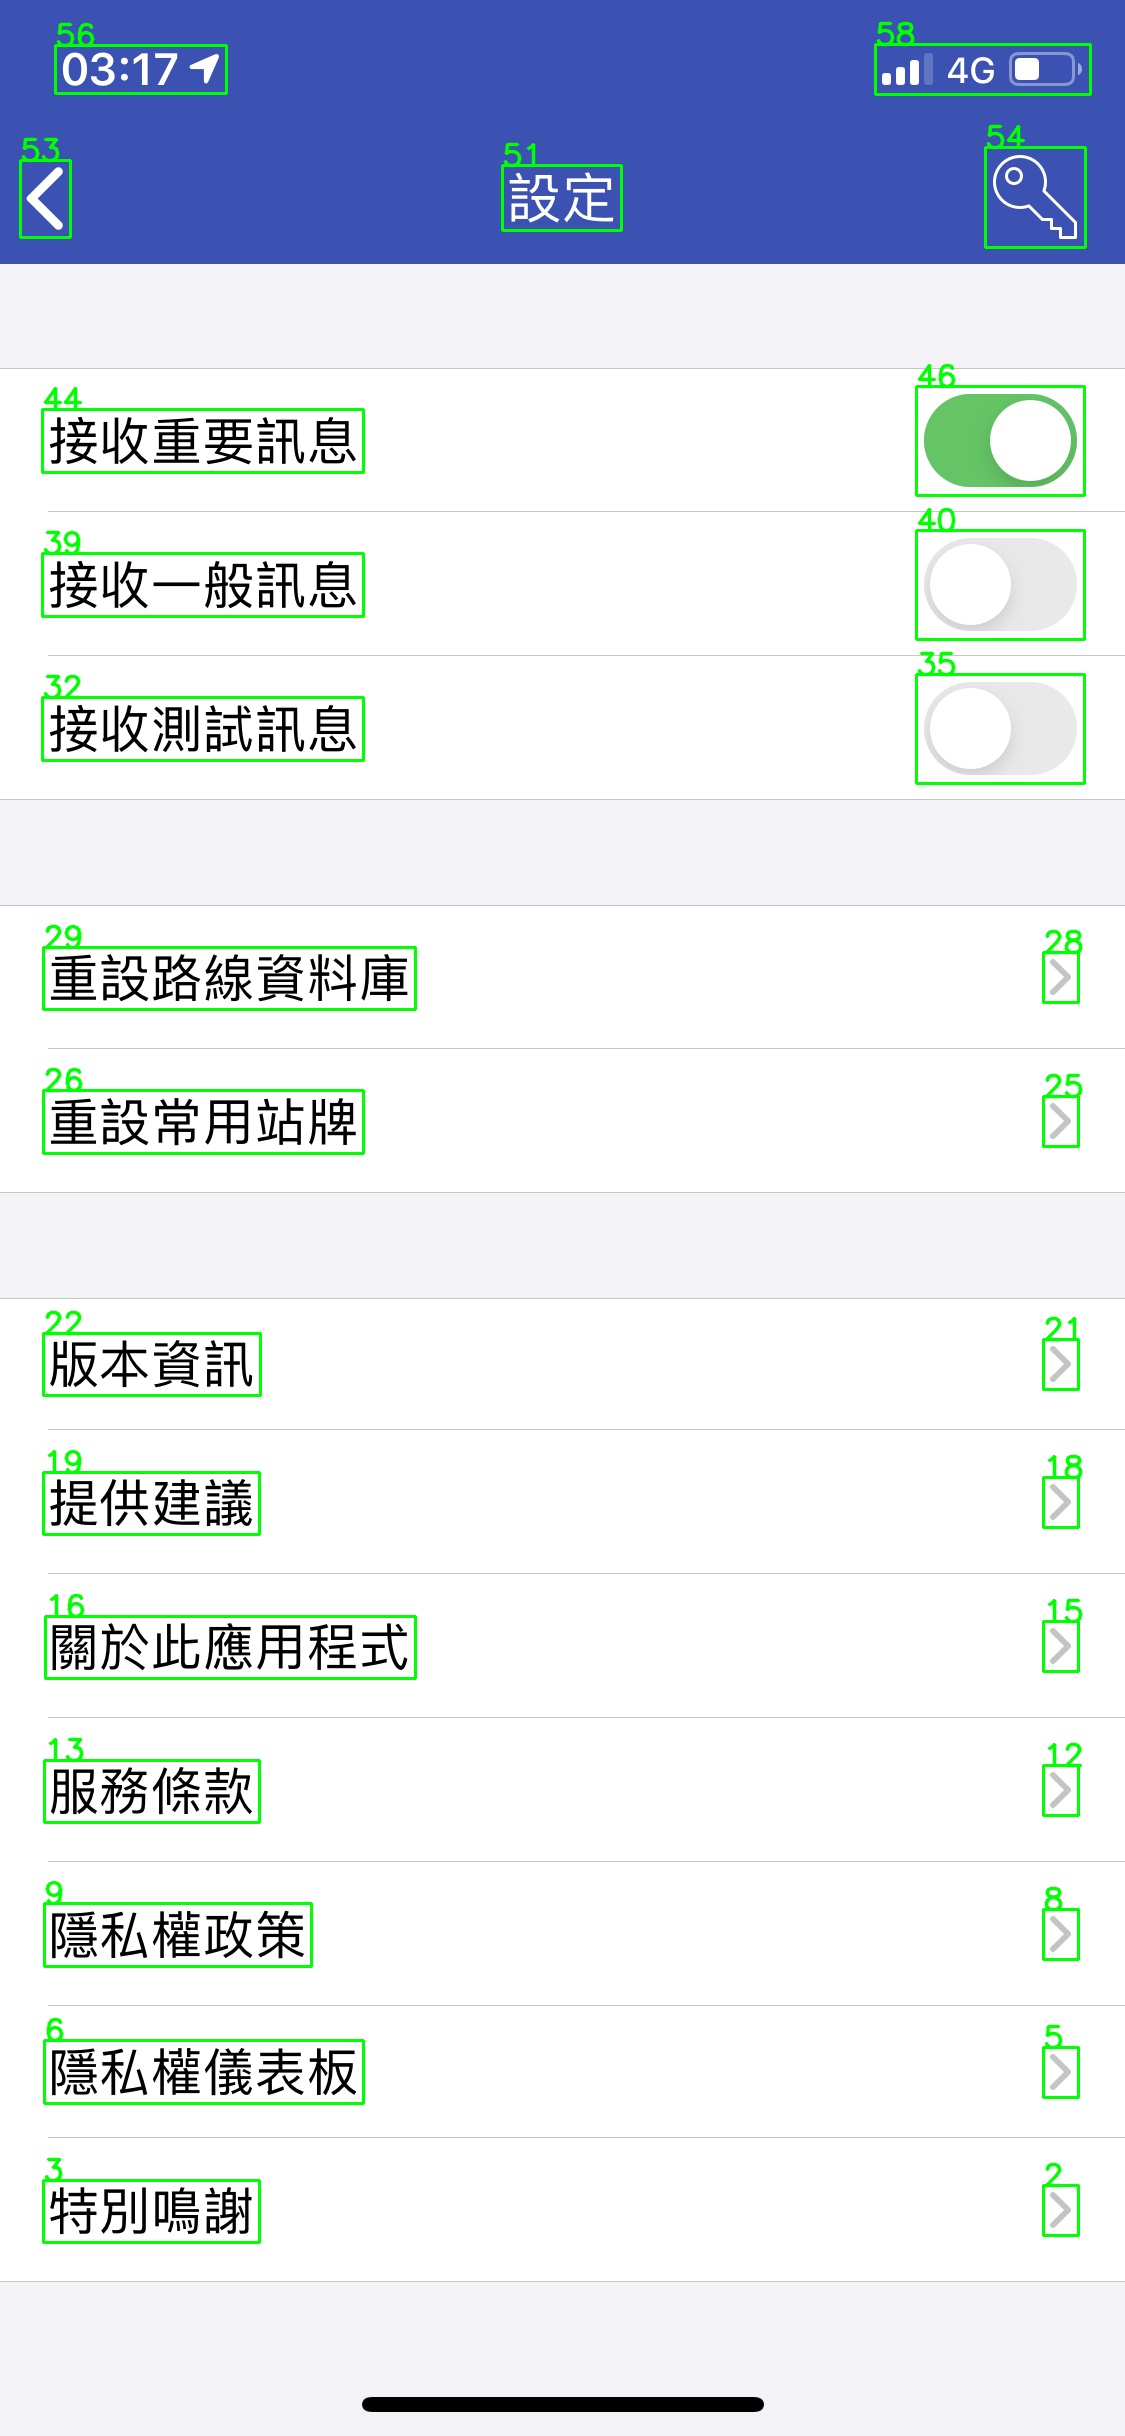 56
58
03:17
4G
53
51
54
設定
44
46
接收重要訊息
39
40
接收一般訊息
32
35
接收測試訊息
29
28
重設路線資料庫
26
25
重設常用站牌
22
21
版本資訊
19
18
提供建議
16
15
關於此應用程式
13
12
服務條款
9
8
隱私權政策
6
5
隱私權儀表板
3
2
特別鳴謝